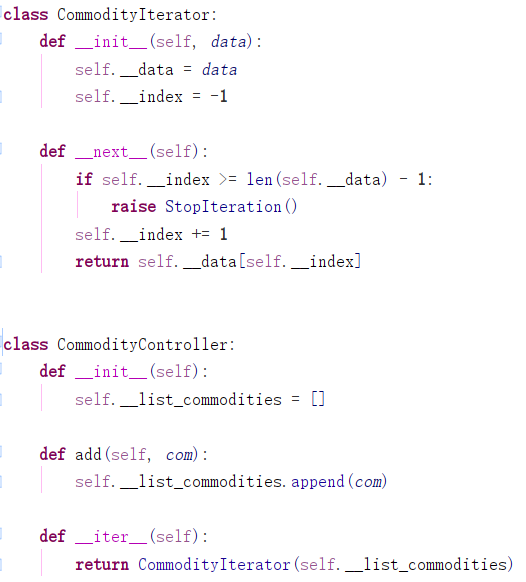 class CommodityIterator:
    def __init__(self, data):
        self.__data = data
        self.__index = -1

    def __next__(self):
        if self.__index >= len(self.__data) - 1:
            raise StopIteration()
        self.__index += 1
        return self.__data[self.__index]


class CommodityController:
    def __init__(self):
        self.__list_commodities = []

    def add(self, com):
        self.__list_commodities.append(com)

    def __iter__(self):
        return CommodityIterator(self.__list_commodities)